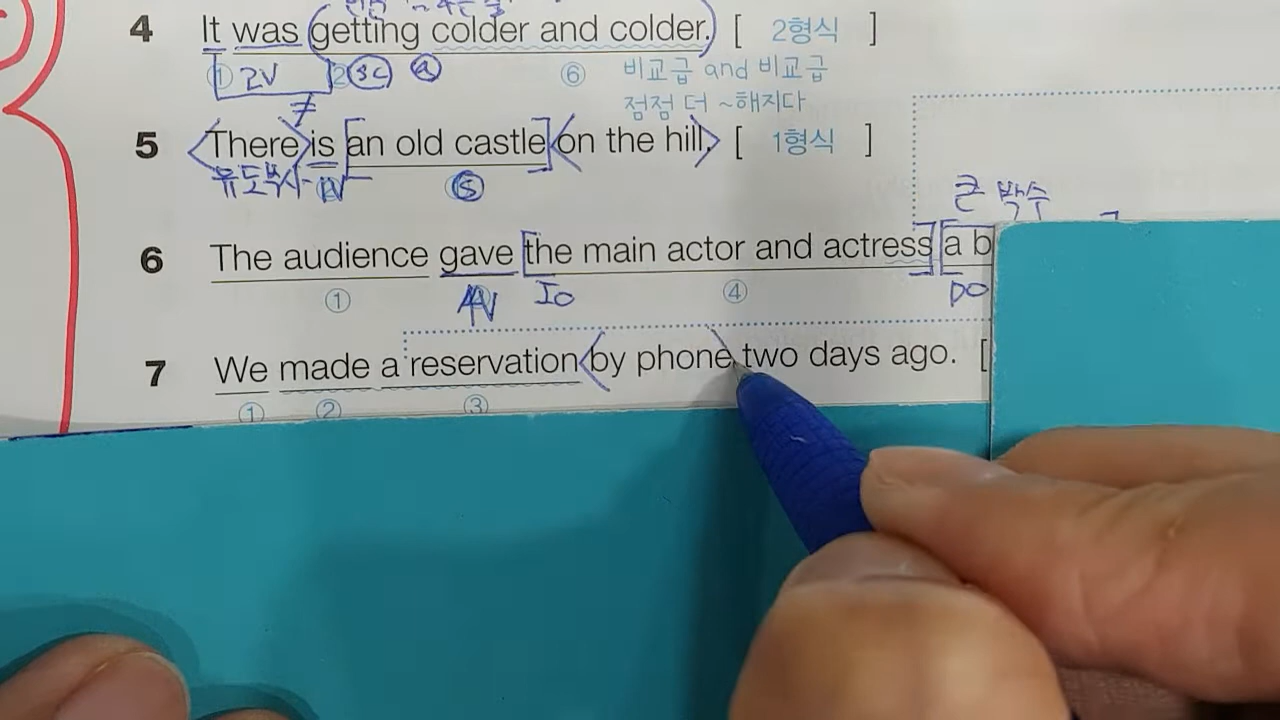 4 It was getting colder and colder. [ 2형식 ]
① 2V ② SC ⓐ ⑥ 비교급 and 비교급
점점 더 ~해지다
5 There is an old castle on the hill. [ 1형식 ]
유도부사 1V Ⓢ
큰 박수
6 The audience gave the main actor and actress a b
① 4V IO ④ DO
7 We made a reservation by phone two days ago. [
① ② ③